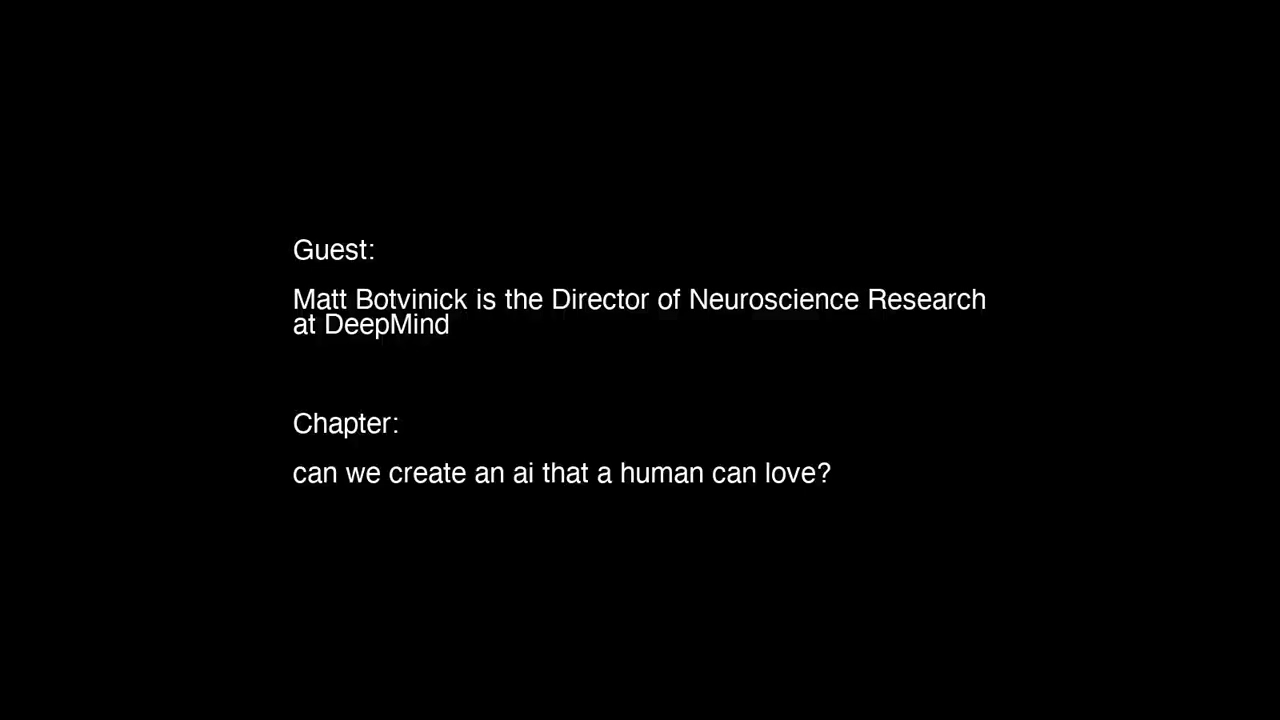 Guest:
Matt Botvinick is the Director of Neuroscience Research
at DeepMind
Chapter:
can we create an ai that a human can love?